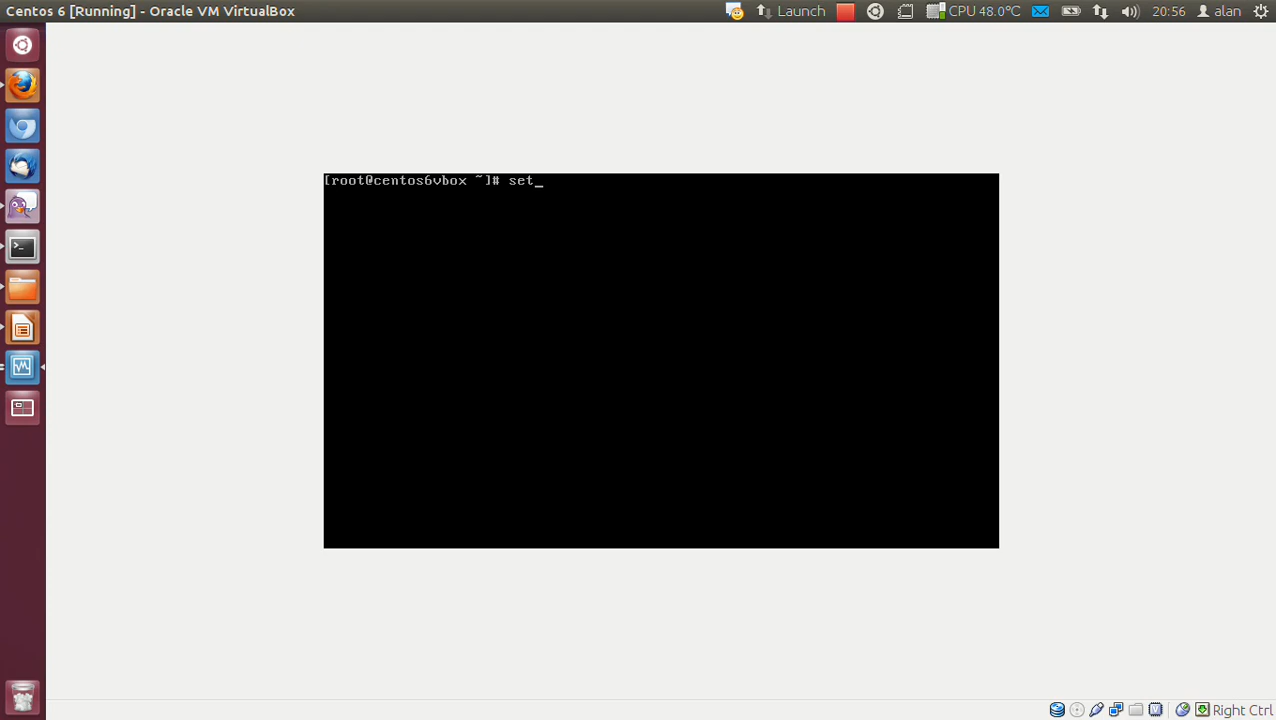 Centos 6 [Running] - Oracle VM VirtualBox
Launch
CPU 48.0°C
20:56
alan
[root@centos6vbox ~]# set_
Right Ctrl